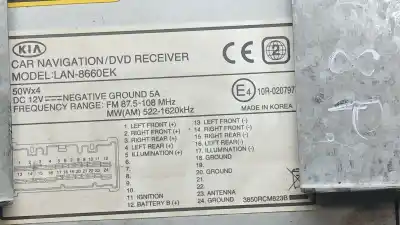 KIA
CAR NAVIGATION/DVD RECEIVER
MODEL:LAN-8660EK
50Wx4
DC 12V NEGATIVE GROUND 5A
FREQUENCY RANGE: FM 87.5-108 MHz
MW(AM) 522-1620kHz
CE 2
E4 10R-020797
MADE IN KOREA
1 LEFT FRONT (+)
2 RIGHT FRONT (+)
3 RIGHT REAR (+)
4 LEFT REAR (+)
5 ILLUMINATION (+)
6
7
8
9
10
11 IGNITION
12 BATTERY B (+)
13 LEFT FRONT (-)
14 RIGHT FRONT (-)
15 RIGHT REAR (-)
16 LEFT REAR (-)
17 ILLUMINATION (-)
18 GROUND
19
20 GROUND
21
22
23 ANTENNA
24 GROUND
3850RCM823B